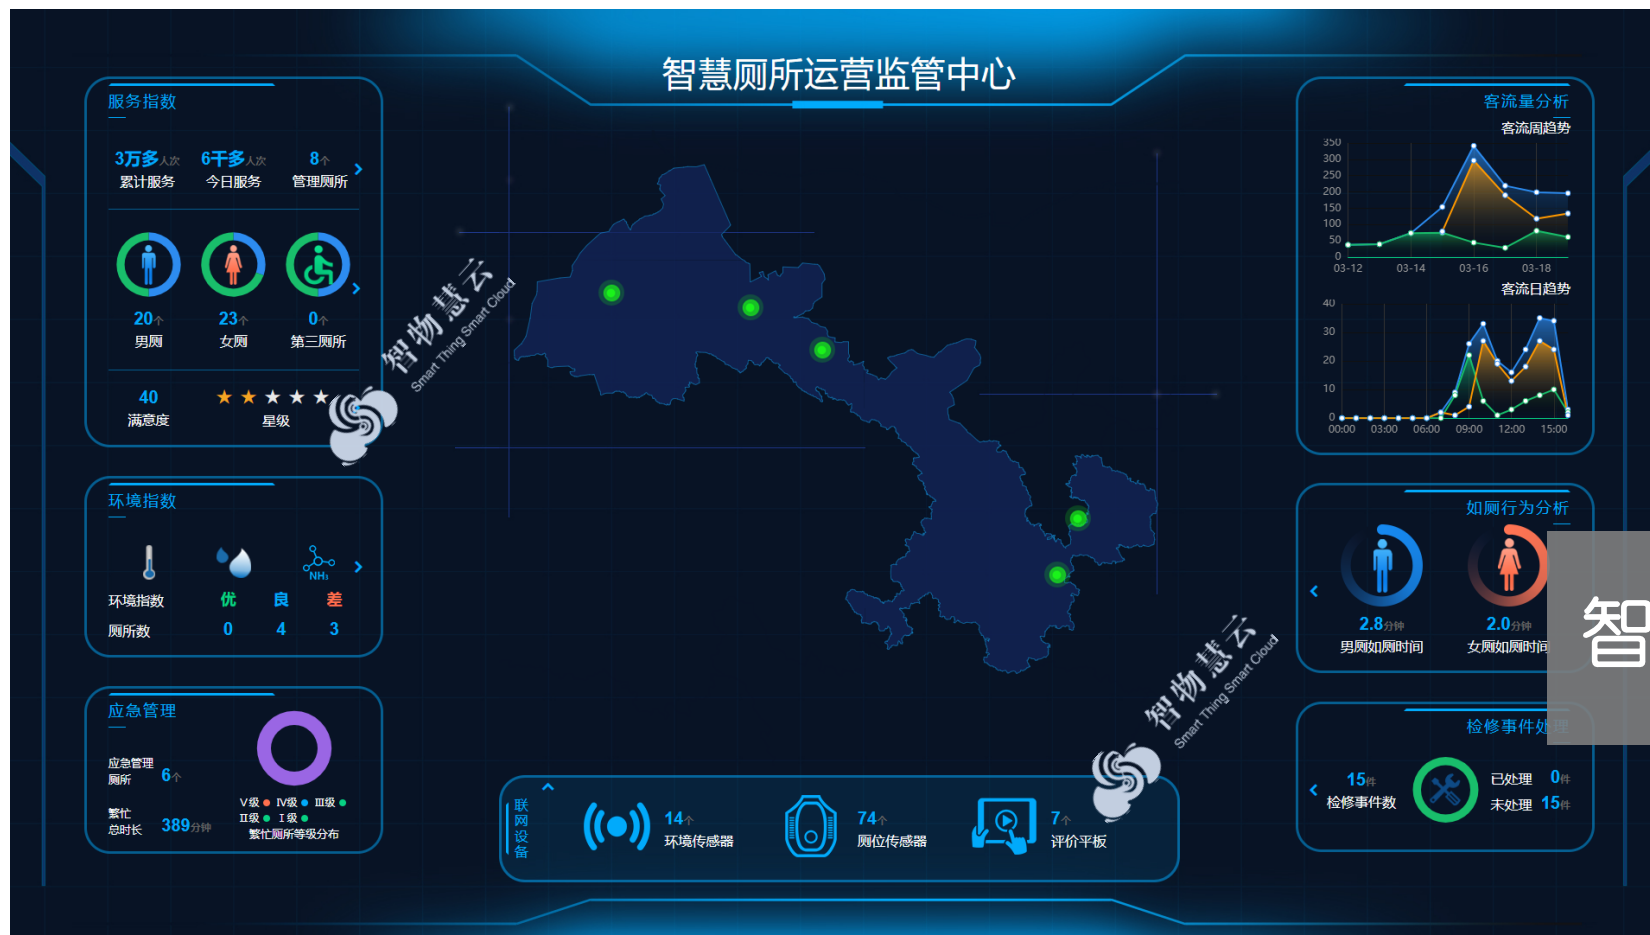 智慧厕所运营监管中心
服务指数
3万多人次 6千多人次 8个
累计服务 今日服务 管理厕所
20个 23个 0个
男厕 女厕 第三厕所
40
满意度 星级
环境指数
NH₃
环境指数 优 良 差
厕所数 0 4 3
应急管理
应急管理
厕所 6个
繁忙
总时长 389分钟
V级 IV级 III级
II级 I级
繁忙厕所等级分布
智物慧云
Smart Thing Smart Cloud
智物慧云
Smart Thing Smart Cloud
联网设备
14个
环境传感器
74个
厕位传感器
7个
评价平板
客流量分析
客流周趋势
350
300
250
200
150
100
50
0
03-12 03-14 03-16 03-18
客流日趋势
40
30
20
10
0
00:00 03:00 06:00 09:00 12:00 15:00
如厕行为分析
2.8分钟 2.0分钟
男厕如厕时间 女厕如厕时间
智
检修事件处理
15件
检修事件数
已处理 0件
未处理 15件